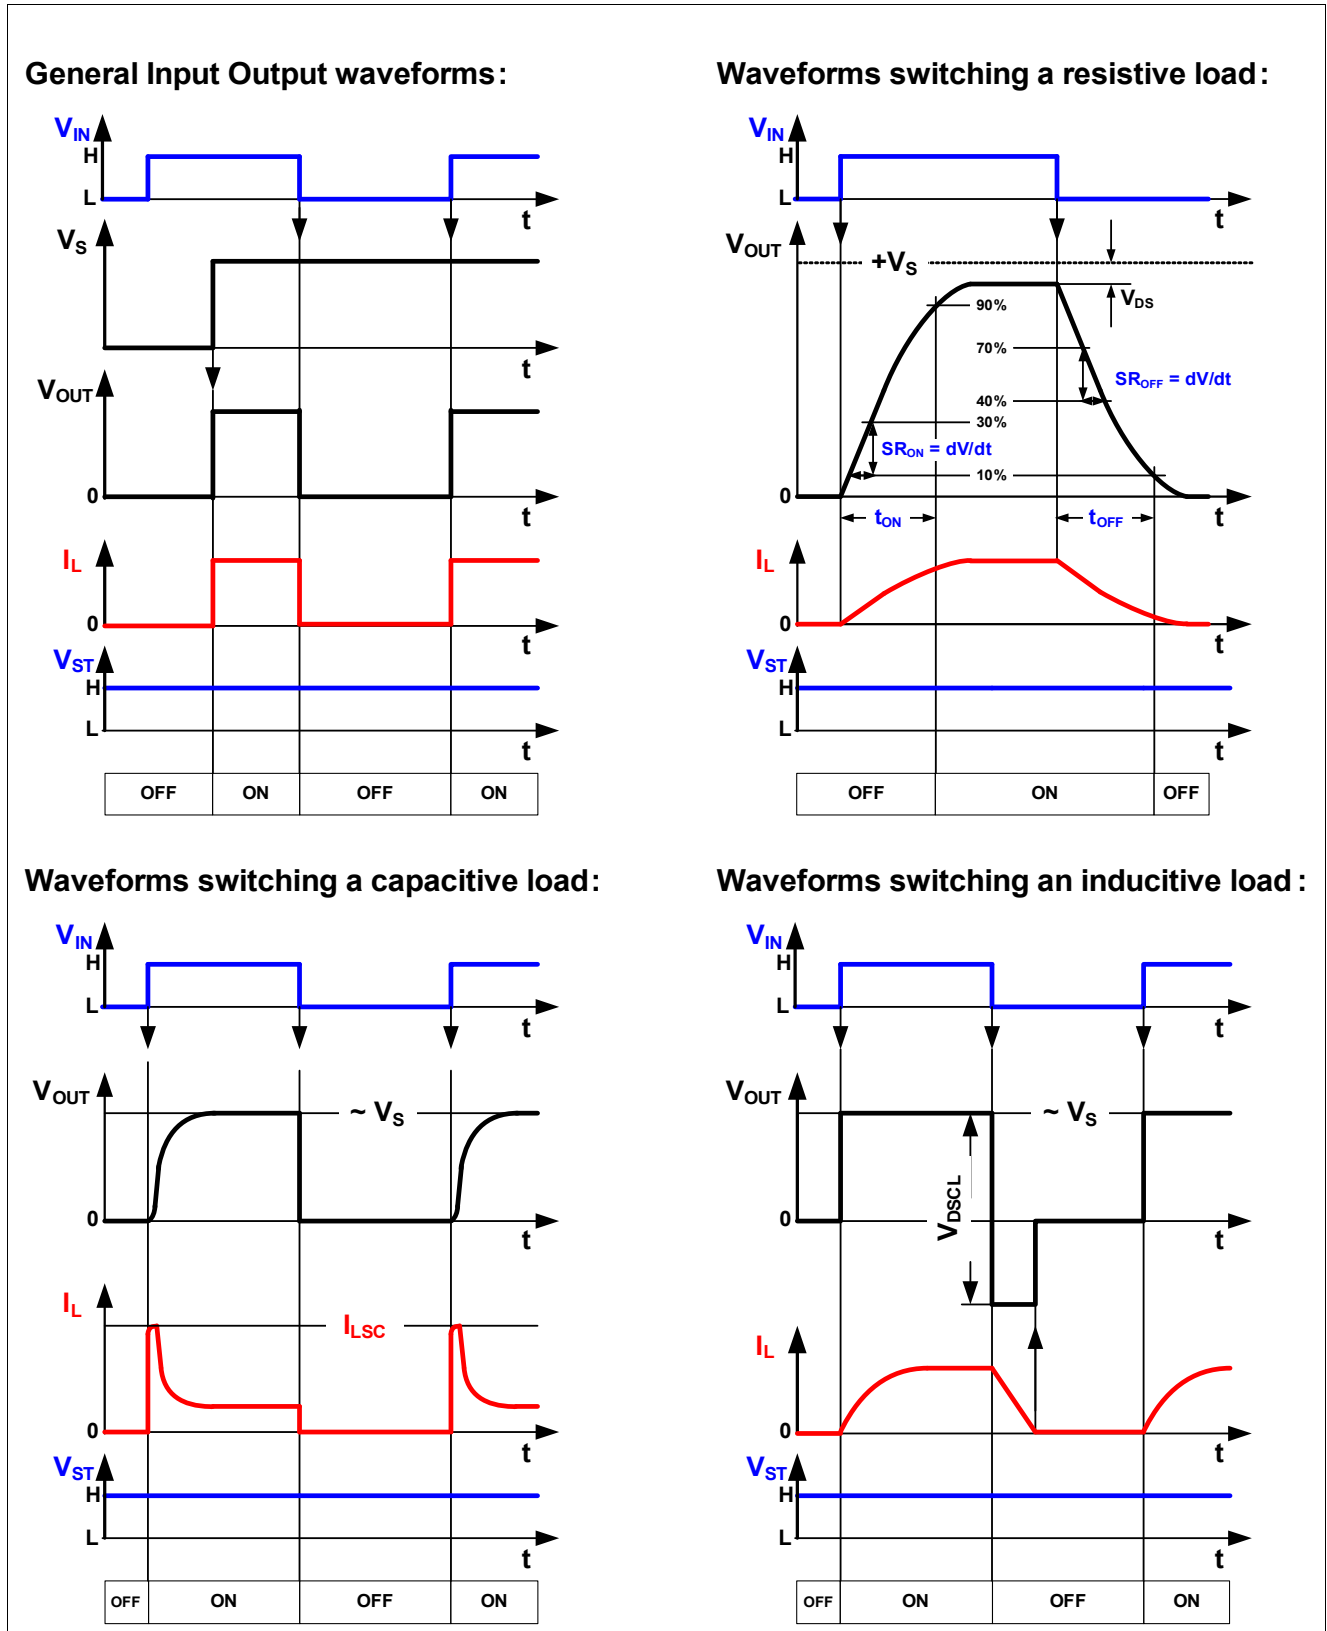 General Input Output waveforms:
V_IN
H
L
t
V_S
t
V_OUT
0
t
I_L
0
t
V_ST
H
L
t
OFF ON OFF ON
Waveforms switching a resistive load:
V_IN
H
L
t
V_OUT
+V_S
V_DS
90%
70%
SR_OFF = dV/dt
40%
30%
SR_ON = dV/dt
10%
0
t
t_ON
t_OFF
I_L
0
t
V_ST
H
L
t
OFF ON OFF
Waveforms switching a capacitive load:
V_IN
H
L
t
V_OUT
~ V_S
0
t
I_L
I_LSC
0
t
V_ST
H
L
t
OFF ON OFF ON
Waveforms switching an inducitive load:
V_IN
H
L
t
V_OUT
~ V_S
V_DSCL
0
t
I_L
0
t
V_ST
H
L
t
OFF ON OFF ON